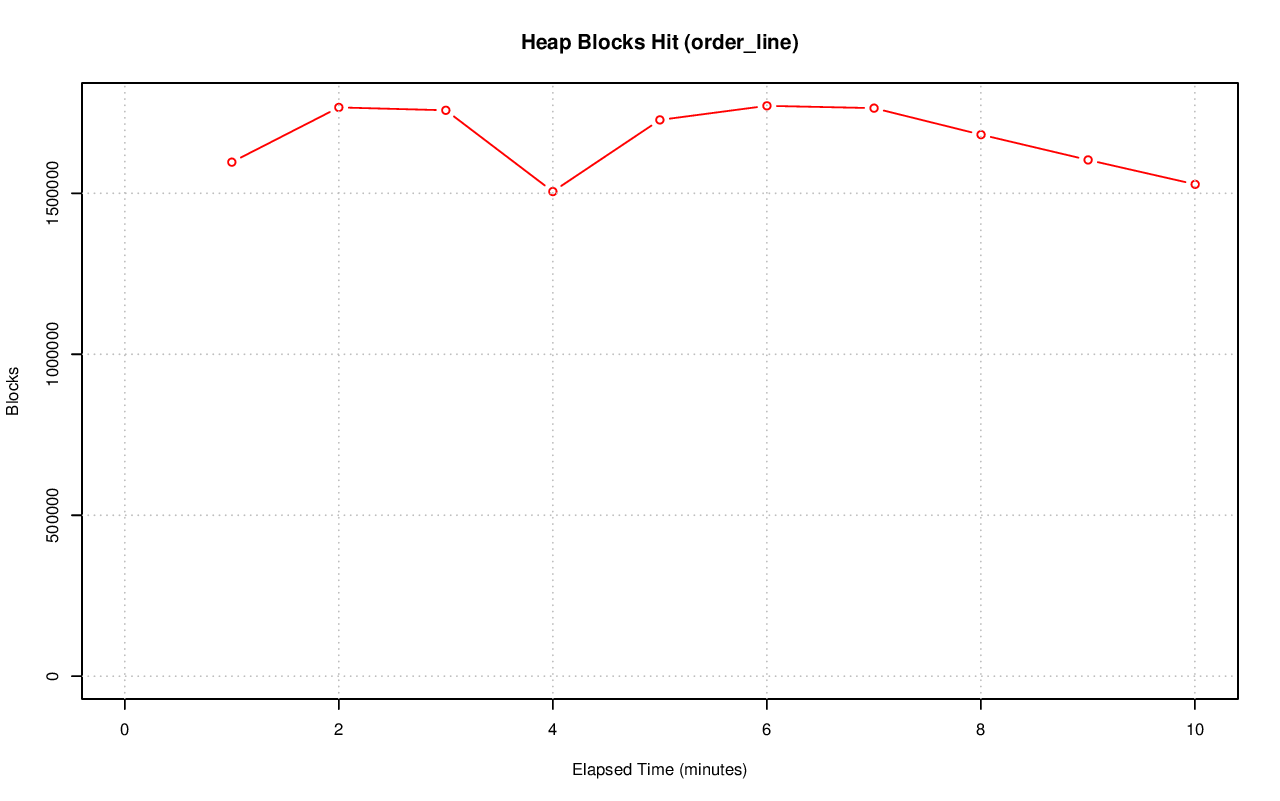 Heap Blocks Hit (order_line)
Blocks
1500000
1000000
500000
0
0 2 4 6 8 10
Elapsed Time (minutes)